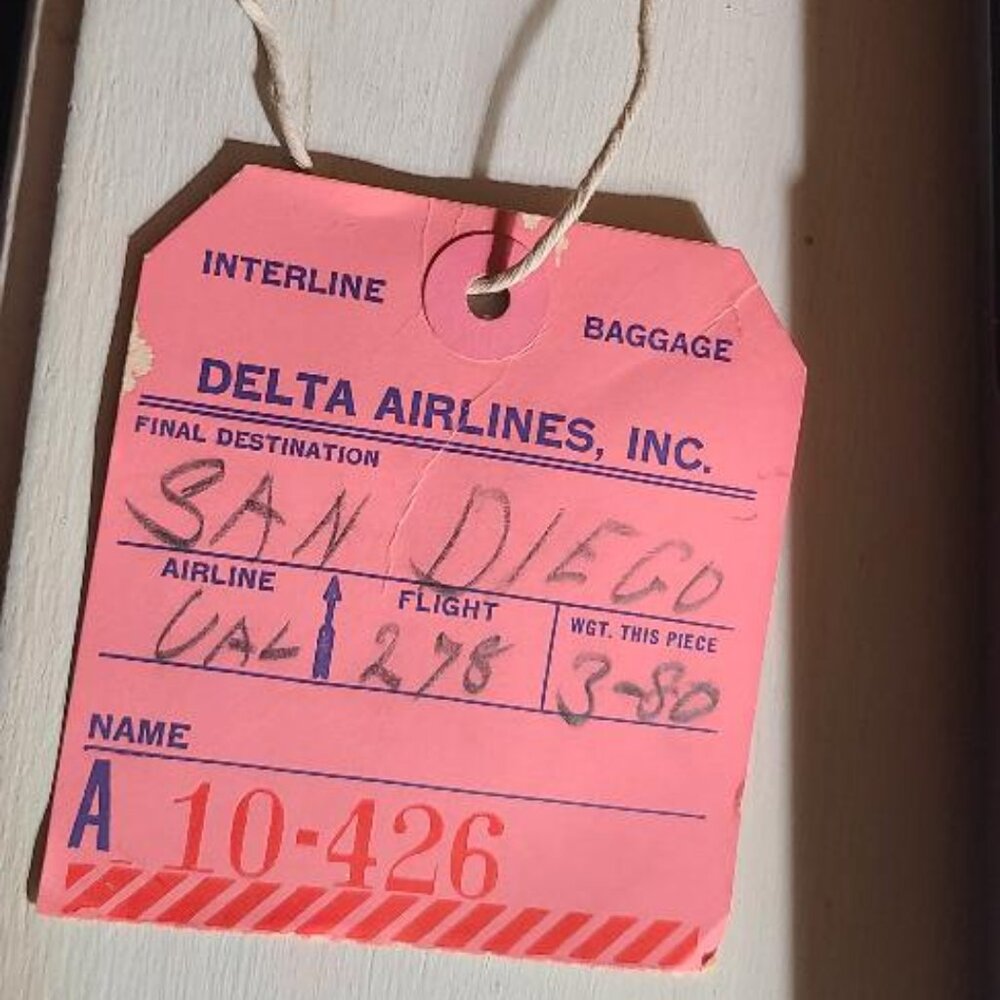 INTERLINE BAGGAGE
DELTA AIRLINES, INC.
FINAL DESTINATION
SAN DIEGO
AIRLINE FLIGHT WGT. THIS PIECE
UAL 278 3-80
NAME
A 10-426